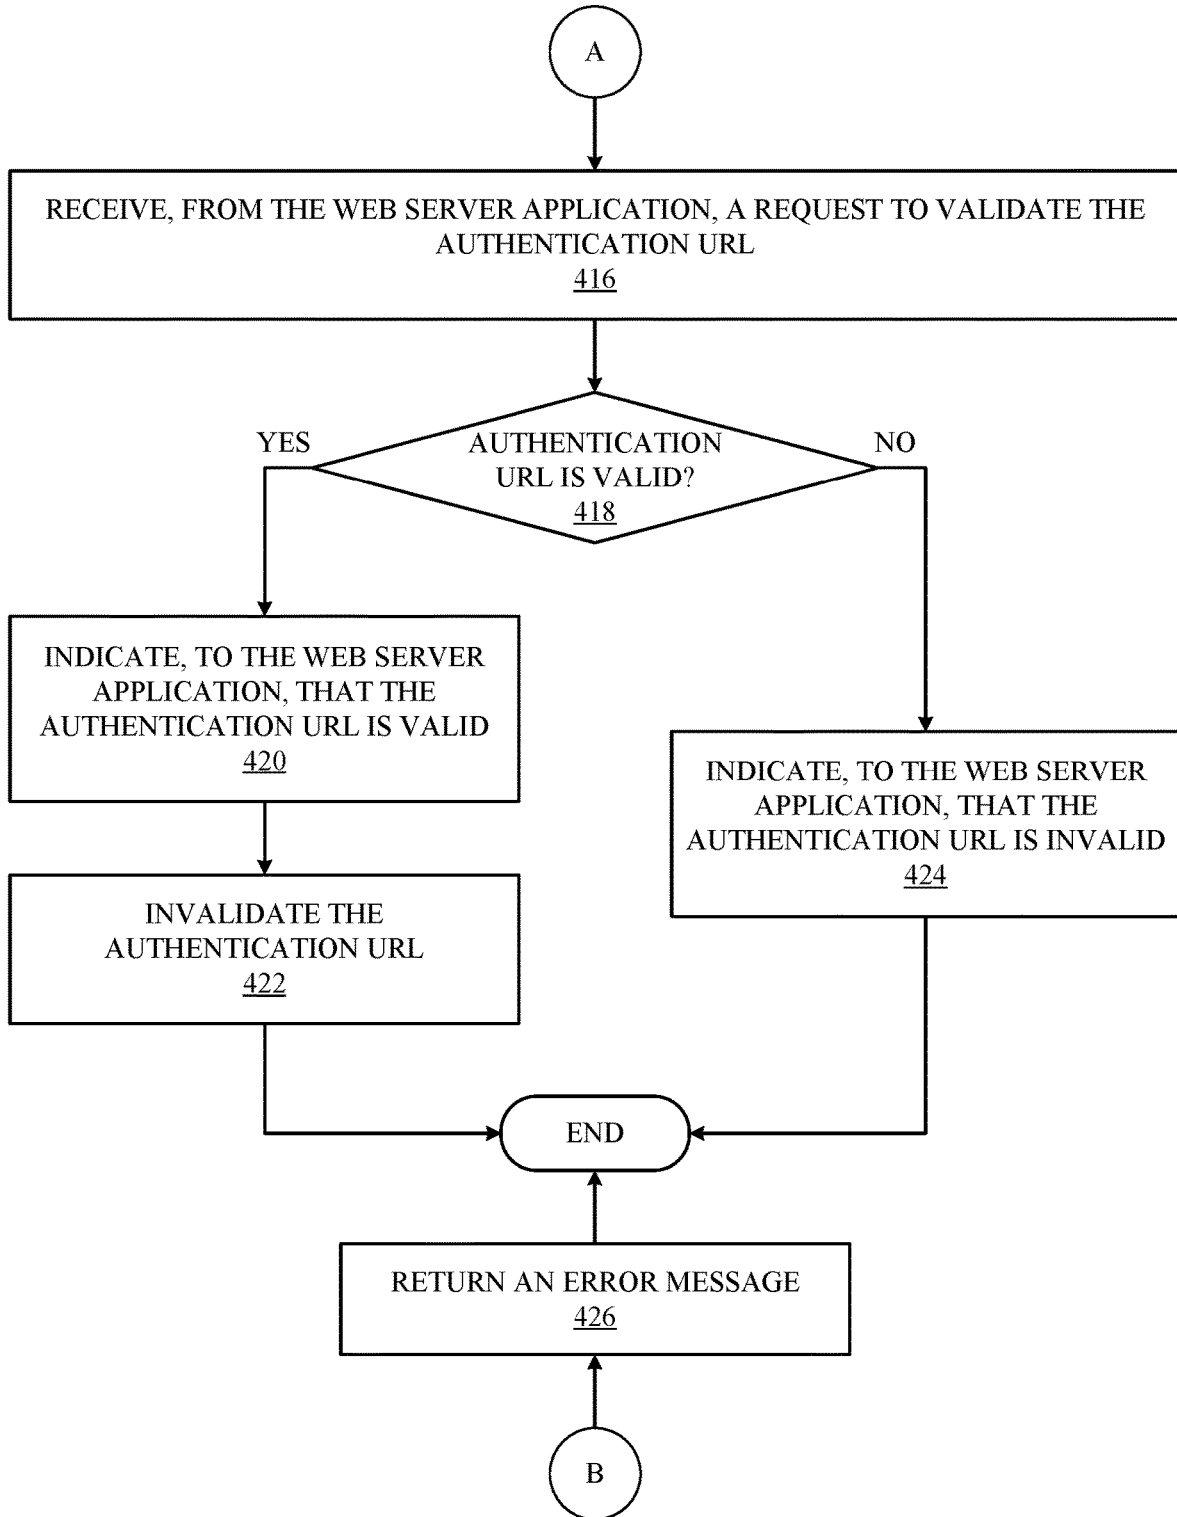 A
RECEIVE, FROM THE WEB SERVER APPLICATION, A REQUEST TO VALIDATE THE
AUTHENTICATION URL
416
YES
AUTHENTICATION
URL IS VALID?
418
NO
INDICATE, TO THE WEB SERVER
APPLICATION, THAT THE
AUTHENTICATION URL IS VALID
420
INDICATE, TO THE WEB SERVER
APPLICATION, THAT THE
AUTHENTICATION URL IS INVALID
424
INVALIDATE THE
AUTHENTICATION URL
422
END
RETURN AN ERROR MESSAGE
426
B